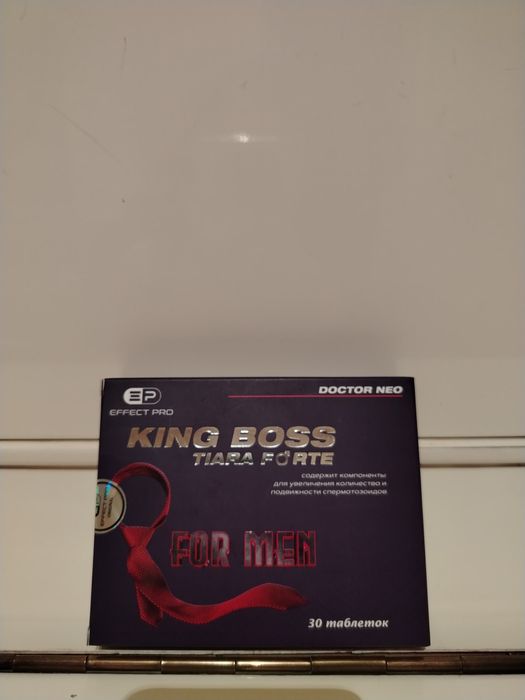 EP
EFFECT PRO
DOCTOR NEO
KING BOSS
TIARA FORTE
содержит компоненты
для увеличения количества и
подвижности сперматозоидов
FOR MEN
30 таблеток